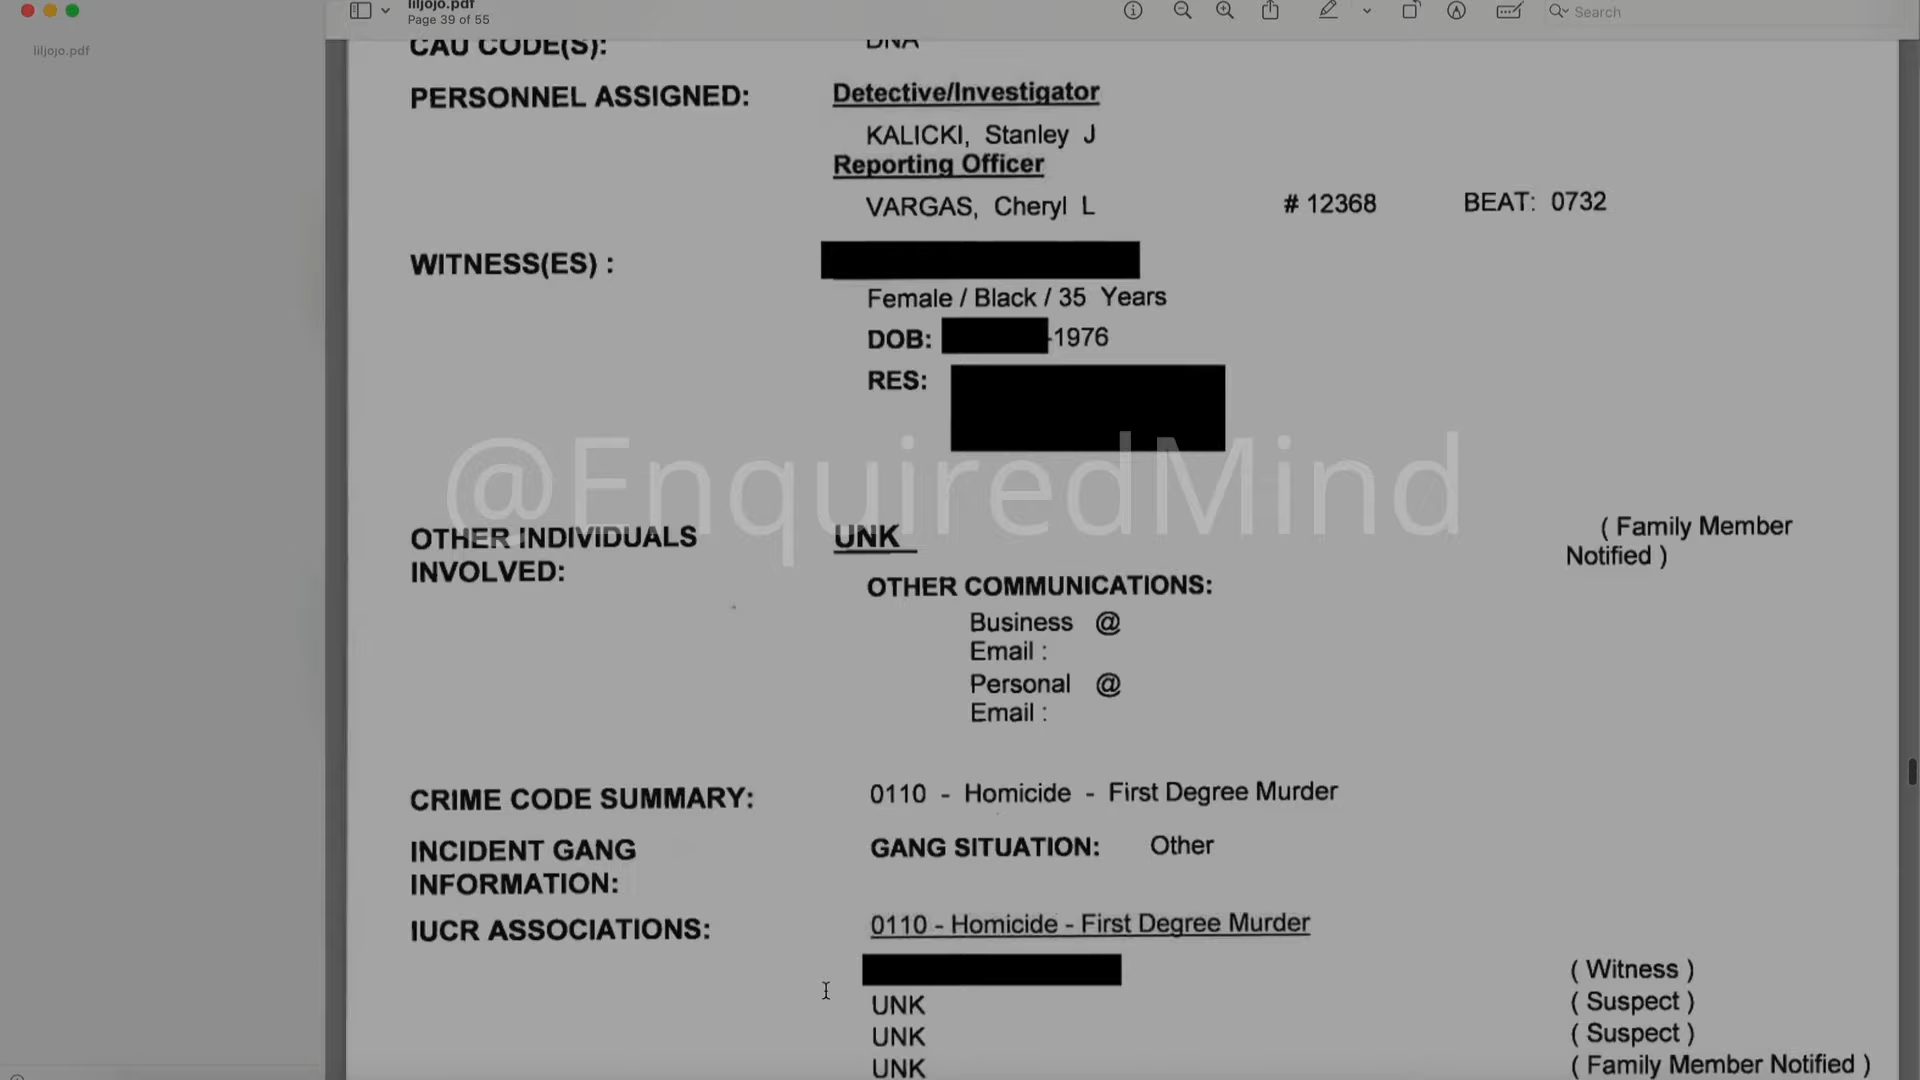 liljojo.pdf
Page 39 of 55
Search
liljojo.pdf
CAU CODE(S): DNA
PERSONNEL ASSIGNED: Detective/Investigator
KALICKI, Stanley J
Reporting Officer
VARGAS, Cheryl L # 12368 BEAT: 0732
WITNESS(ES) :
Female / Black / 35 Years
DOB: -1976
RES:
@EnquiredMind
OTHER INDIVIDUALS INVOLVED: UNK ( Family Member Notified )
OTHER COMMUNICATIONS:
Business @
Email :
Personal @
Email :
CRIME CODE SUMMARY: 0110 - Homicide - First Degree Murder
INCIDENT GANG INFORMATION: GANG SITUATION: Other
IUCR ASSOCIATIONS: 0110 - Homicide - First Degree Murder
( Witness )
UNK ( Suspect )
UNK ( Suspect )
UNK ( Family Member Notified )